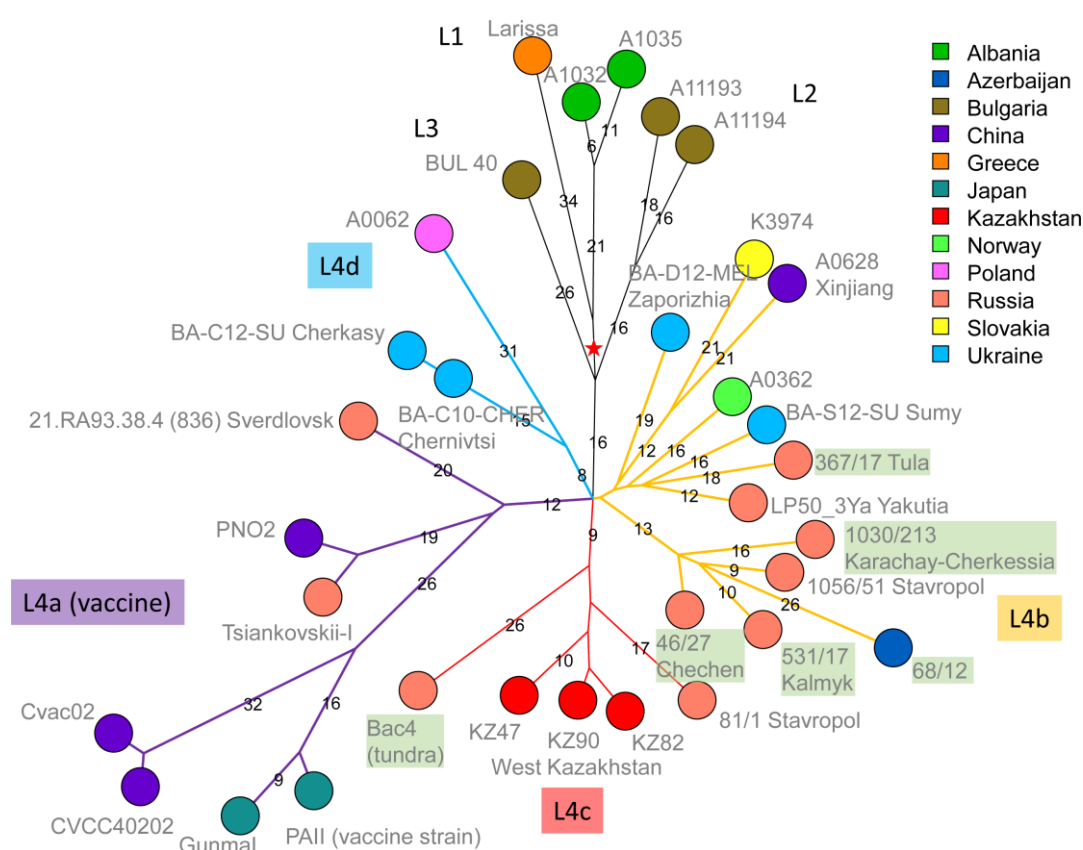 Larissa
L1
A1035
A1032
A11193
L2
A11194
L3
BUL 40
11
6
34
18
16
21
26
16
A0062
L4d
BA-C12-SU Cherkasy
BA-C10-CHER
Chernivtsi
31
15
8
16
K3974
BA-D12-MEL
Zaporizhia
A0628
Xinjiang
21
21
A0362
BA-S12-SU Sumy
367/17 Tula
LP50_3Ya Yakutia
19
12
16
16
18
12
13
1030/213
Karachay-Cherkessia
1056/51 Stavropol
16
9
10
26
L4b
46/27
Chechen
531/17
Kalmyk
68/12
21.RA93.38.4 (836) Sverdlovsk
20
12
PNO2
19
26
L4a (vaccine)
Tsiankovskii-I
32
16
Cvac02
CVCC40202
9
GunmaI
PAII (vaccine strain)
9
26
10
17
Bac4
(tundra)
KZ47
KZ90
KZ82
West Kazakhstan
81/1 Stavropol
L4c
Albania
Azerbaijan
Bulgaria
China
Greece
Japan
Kazakhstan
Norway
Poland
Russia
Slovakia
Ukraine